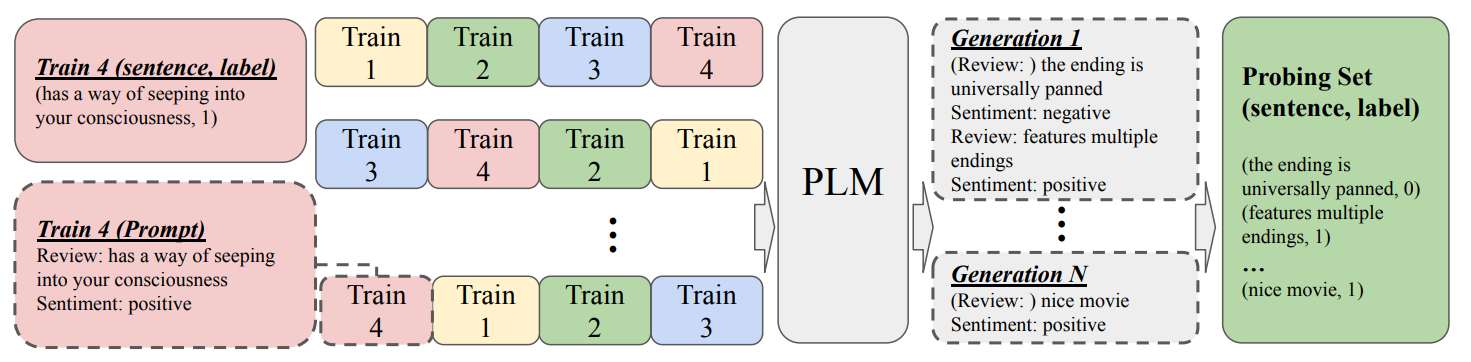 Train 4 (sentence, label)
(has a way of seeping into
your consciousness, 1)
Train 4 (Prompt)
Review: has a way of seeping
into your consciousness
Sentiment: positive
Train
1
Train
2
Train
3
Train
4
Train
3
Train
4
Train
2
Train
1
Train
4
Train
1
Train
2
Train
3
PLM
Generation 1
(Review: ) the ending is
universally panned
Sentiment: negative
Review: features multiple
endings
Sentiment: positive
Generation N
(Review: ) nice movie
Sentiment: positive
Probing Set
(sentence, label)
(the ending is
universally panned, 0)
(features multiple
endings, 1)
...
(nice movie, 1)